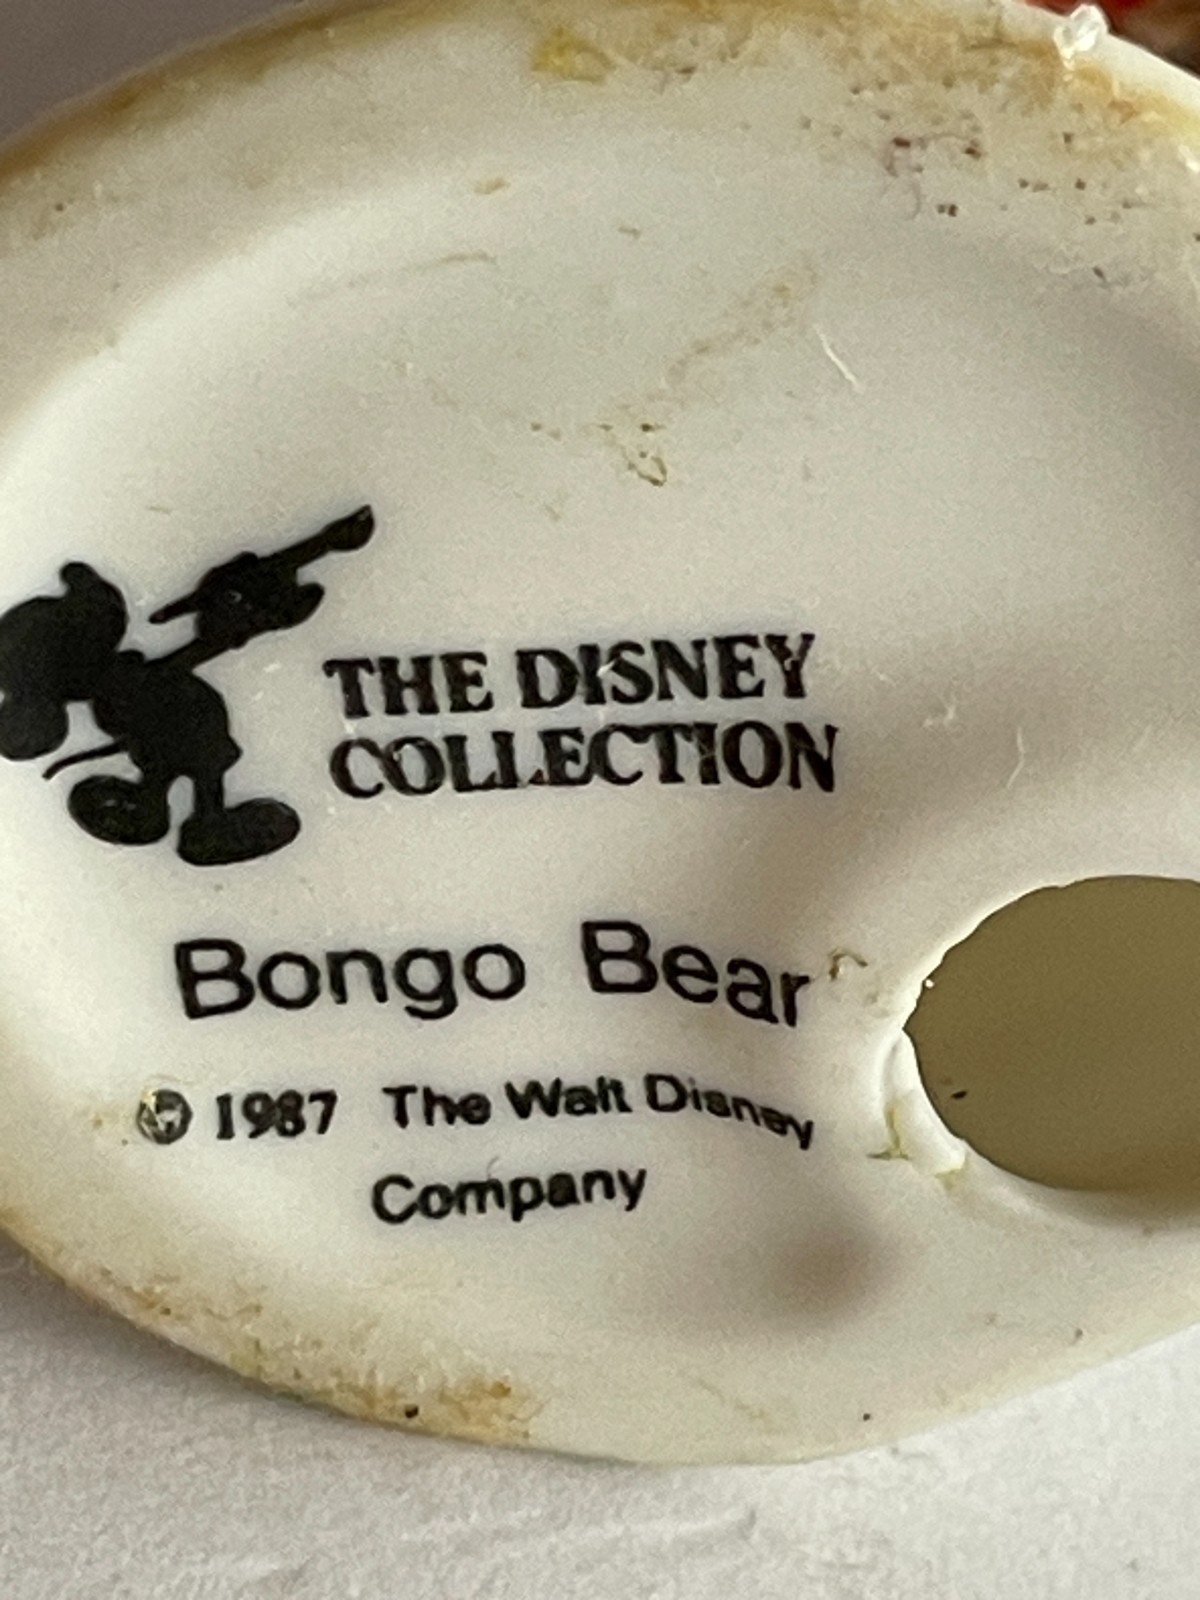 THE DISNEY
COLLECTION
Bongo Bear
© 1987 The Walt Disney
Company